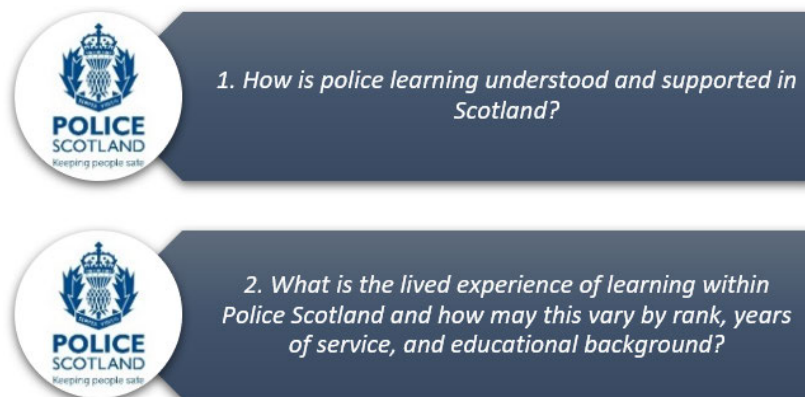 POLICE
SCOTLAND
Keeping people safe
1. How is police learning understood and supported in
Scotland?
POLICE
SCOTLAND
Keeping people safe
2. What is the lived experience of learning within
Police Scotland and how may this vary by rank, years
of service, and educational background?